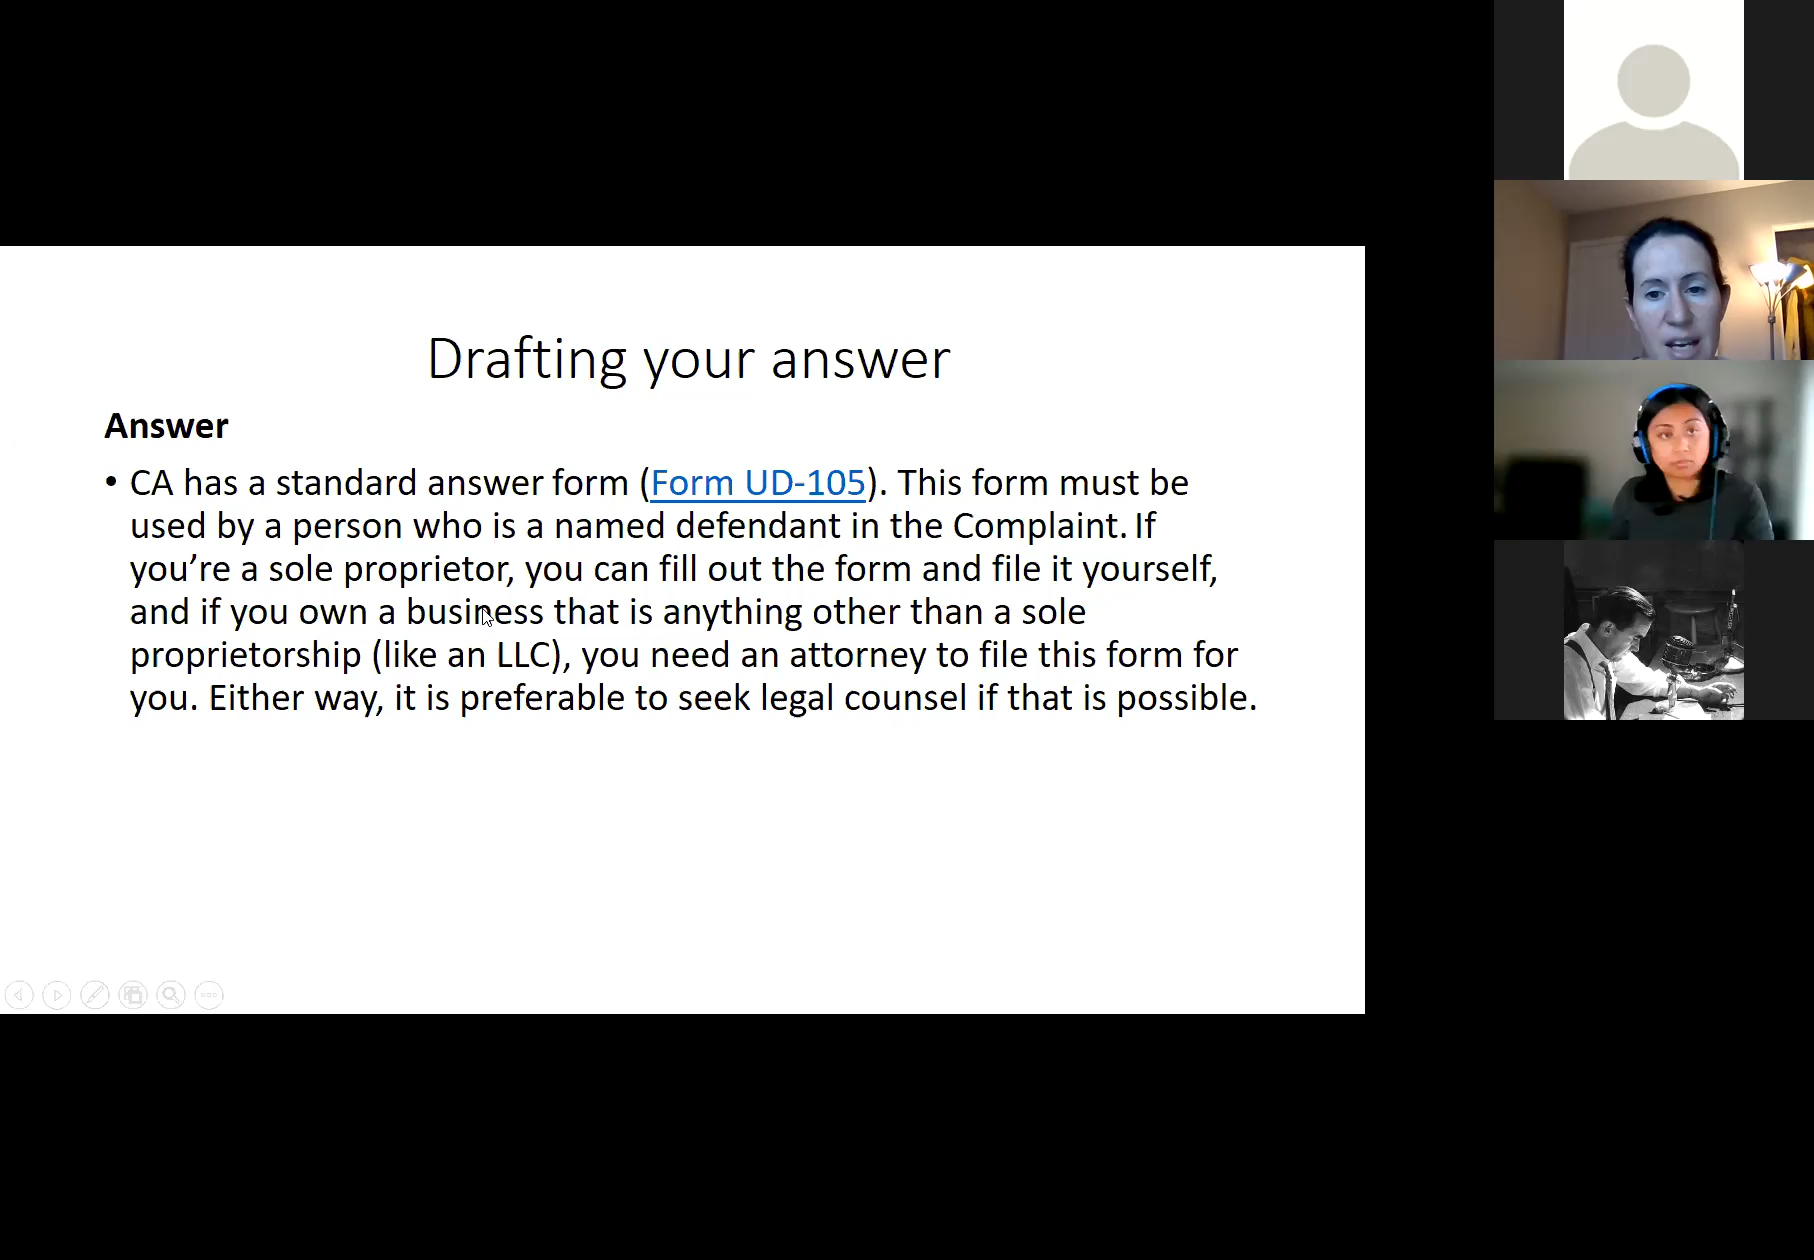 Drafting your answer
Answer
• CA has a standard answer form (Form UD-105). This form must be
used by a person who is a named defendant in the Complaint. If
you’re a sole proprietor, you can fill out the form and file it yourself,
and if you own a business that is anything other than a sole
proprietorship (like an LLC), you need an attorney to file this form for
you. Either way, it is preferable to seek legal counsel if that is possible.